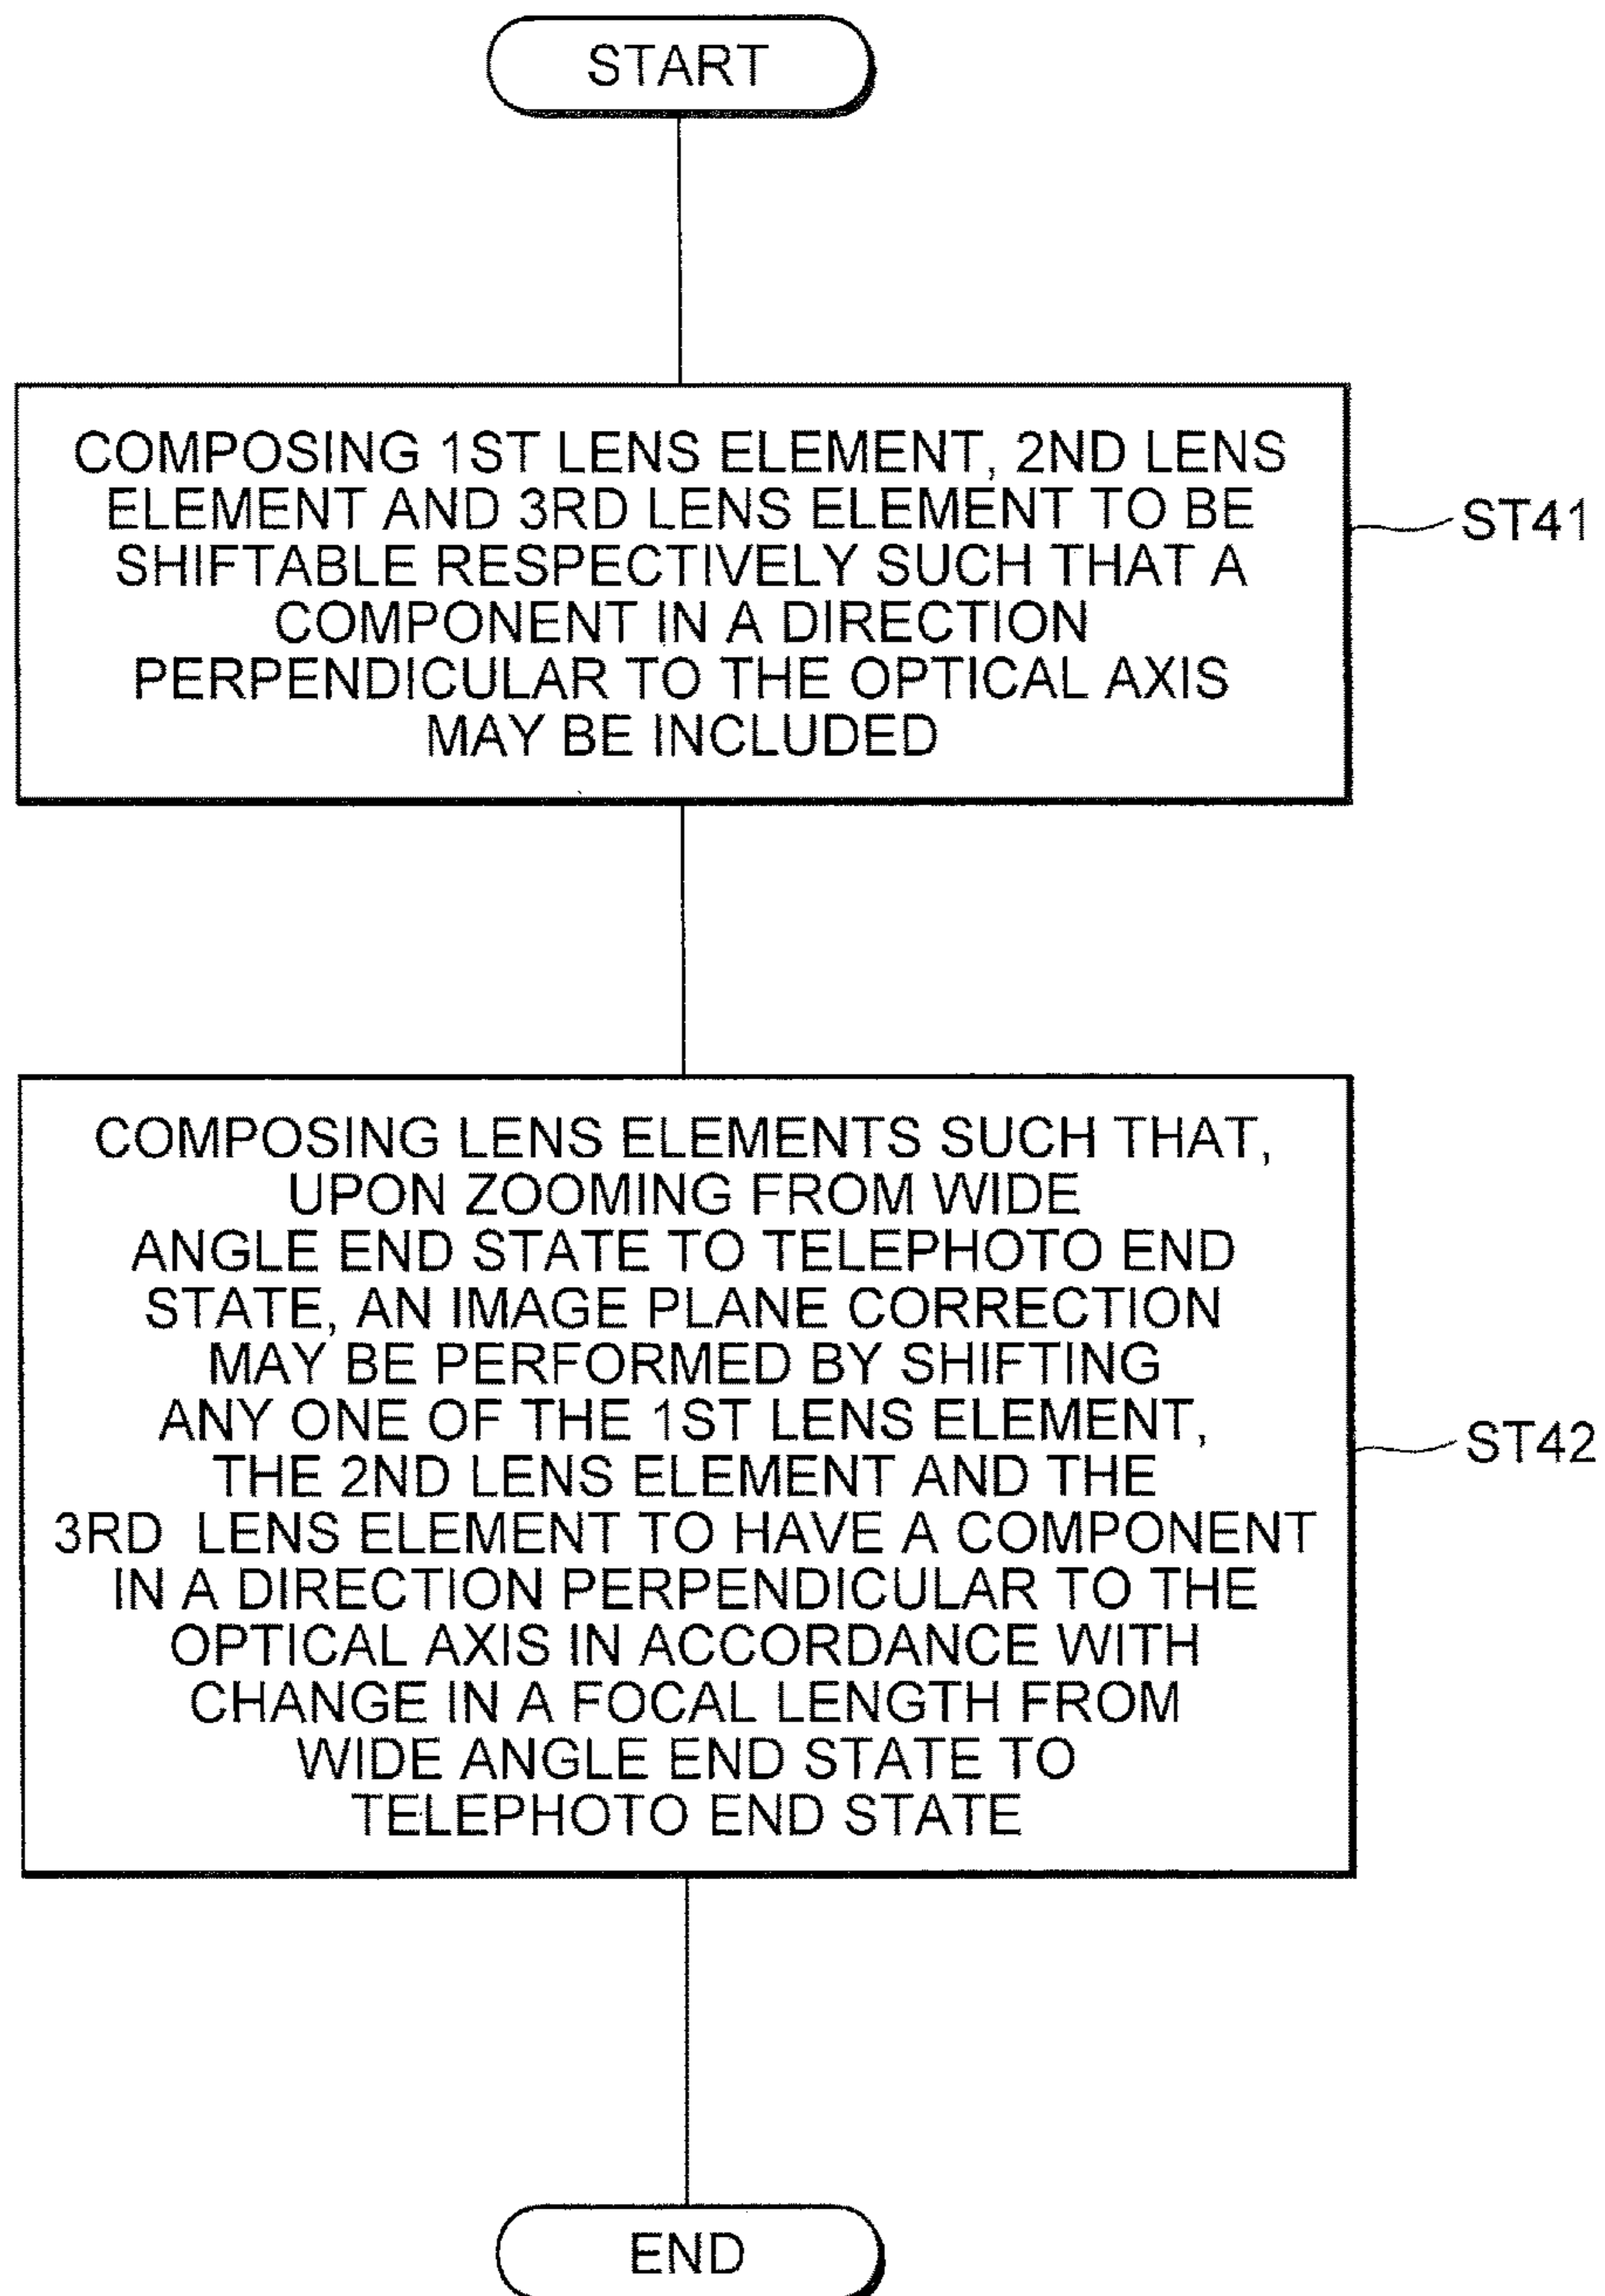 START
COMPOSING 1ST LENS ELEMENT, 2ND LENS
ELEMENT AND 3RD LENS ELEMENT TO BE
SHIFTABLE RESPECTIVELY SUCH THAT A
COMPONENT IN A DIRECTION
PERPENDICULAR TO THE OPTICAL AXIS
MAY BE INCLUDED
ST41
COMPOSING LENS ELEMENTS SUCH THAT,
UPON ZOOMING FROM WIDE
ANGLE END STATE TO TELEPHOTO END
STATE, AN IMAGE PLANE CORRECTION
MAY BE PERFORMED BY SHIFTING
ANY ONE OF THE 1ST LENS ELEMENT,
THE 2ND LENS ELEMENT AND THE
3RD LENS ELEMENT TO HAVE A COMPONENT
IN A DIRECTION PERPENDICULAR TO THE
OPTICAL AXIS IN ACCORDANCE WITH
CHANGE IN A FOCAL LENGTH FROM
WIDE ANGLE END STATE TO
TELEPHOTO END STATE
ST42
END